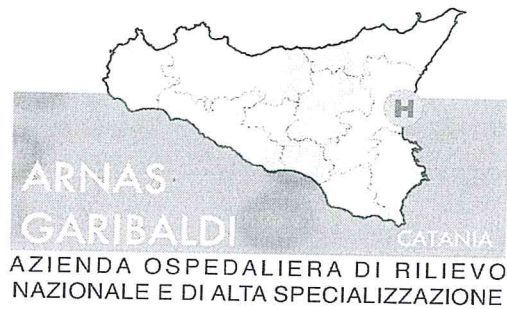 H
ARNAS
GARIBALDI
CATANIA
AZIENDA OSPEDALIERA DI RILIEVO
NAZIONALE E DI ALTA SPECIALIZZAZIONE